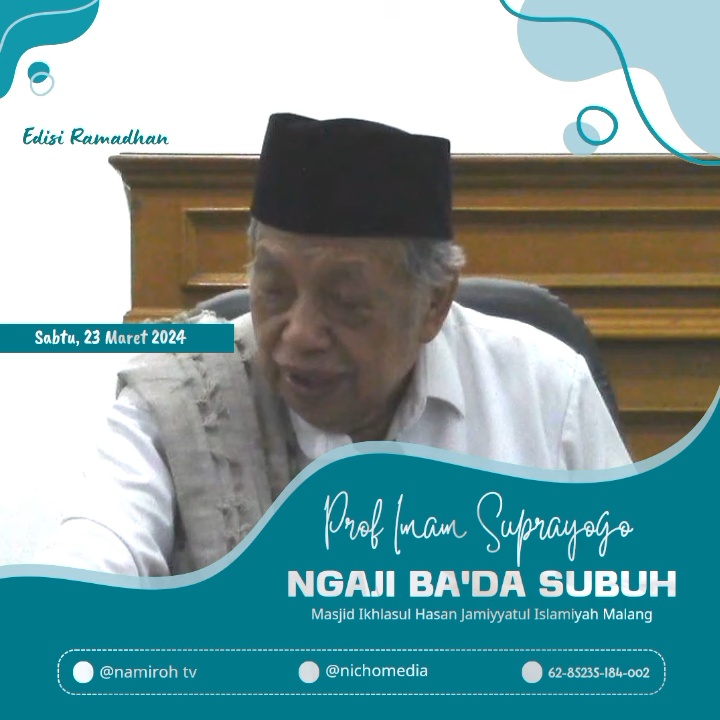 Edisi Ramadhan
Sabtu, 23 Maret 2024
Prof Imam Suprayogo
NGAJI BA'DA SUBUH
Masjid Ikhlasul Hasan Jamiyyatul Islamiyah Malang
@namiroh tv
@nichomedia
62-85235-184-002